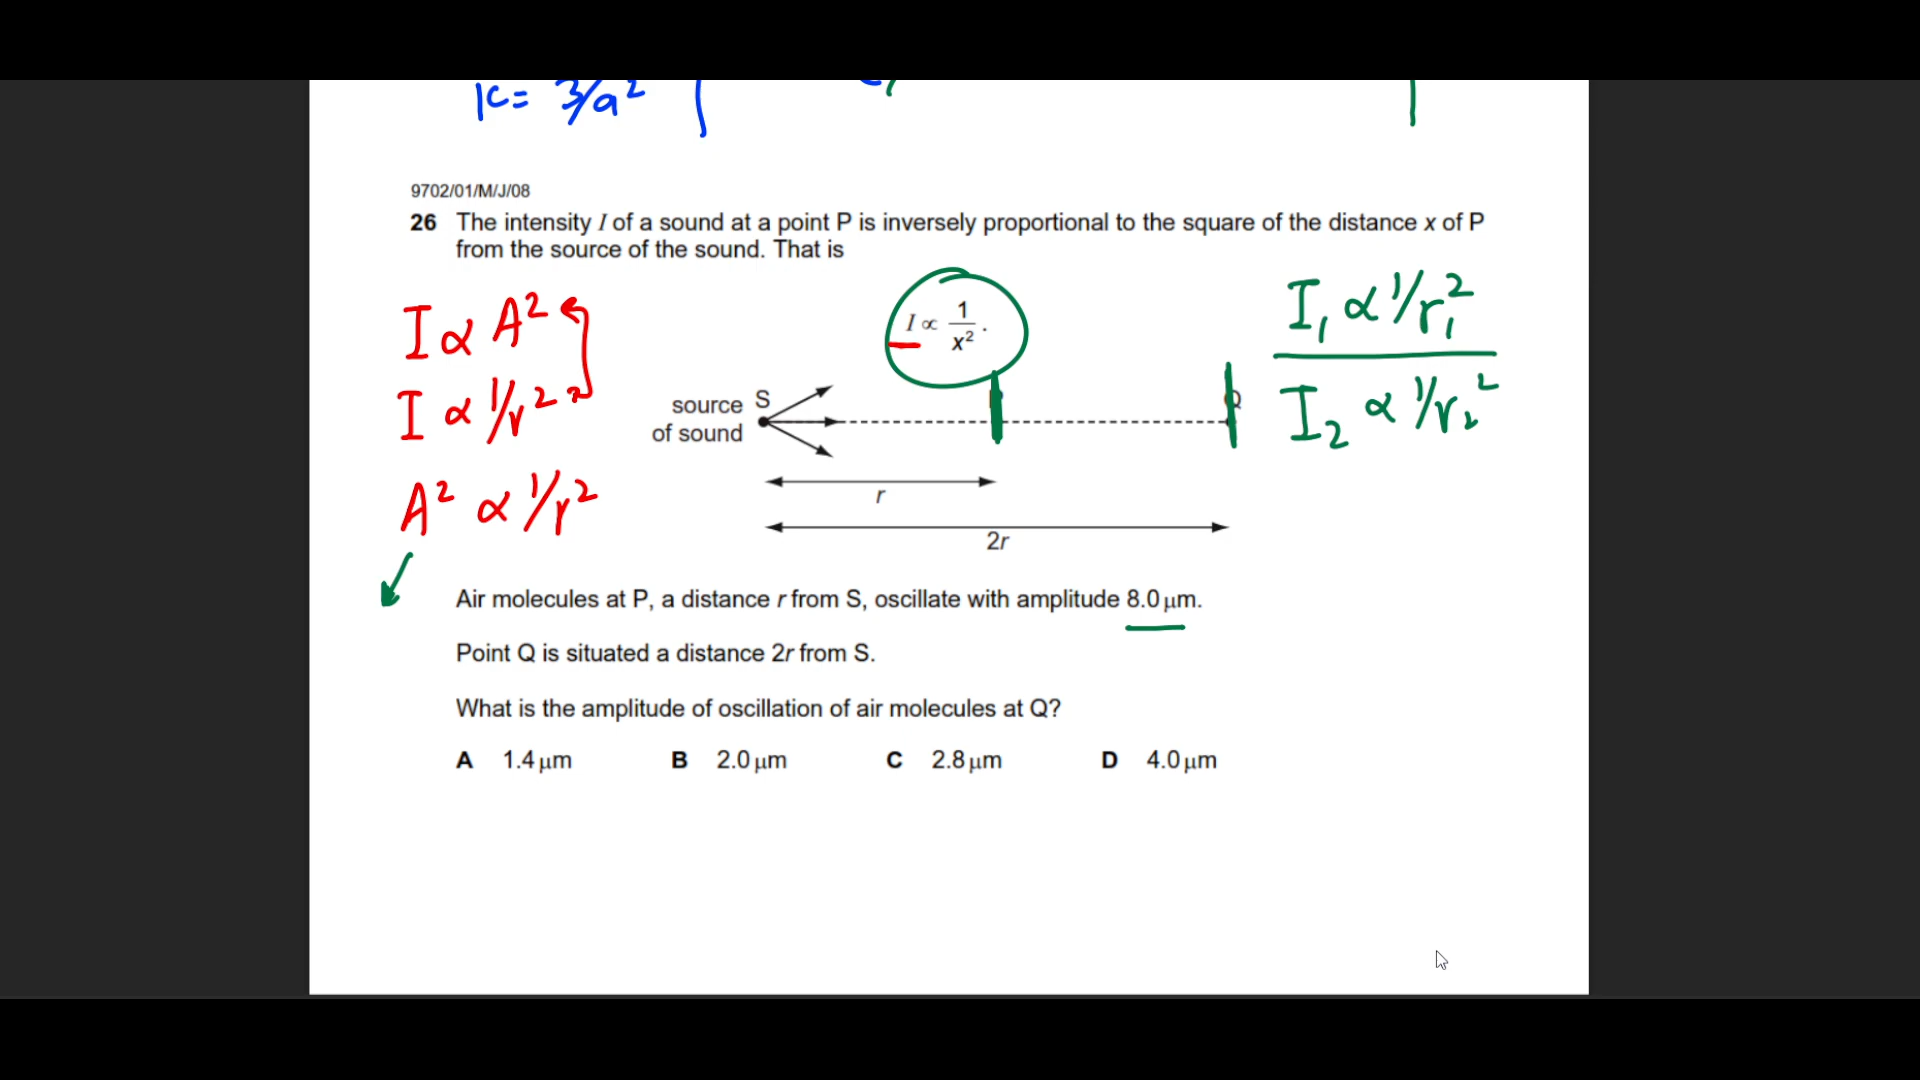 K = 3/a²
9702/01/M/J/08
26 The intensity I of a sound at a point P is inversely proportional to the square of the distance x of P
from the source of the sound. That is
I ∝ A²
I ∝ 1/r²
A² ∝ 1/r²
I ∝ 1/x².
I₁ ∝ 1/r₁²
I₂ ∝ 1/r₂²
source
of sound
S
Q
r
2r
Air molecules at P, a distance r from S, oscillate with amplitude 8.0 μm.
Point Q is situated a distance 2r from S.
What is the amplitude of oscillation of air molecules at Q?
A 1.4 μm B 2.0 μm C 2.8 μm D 4.0 μm